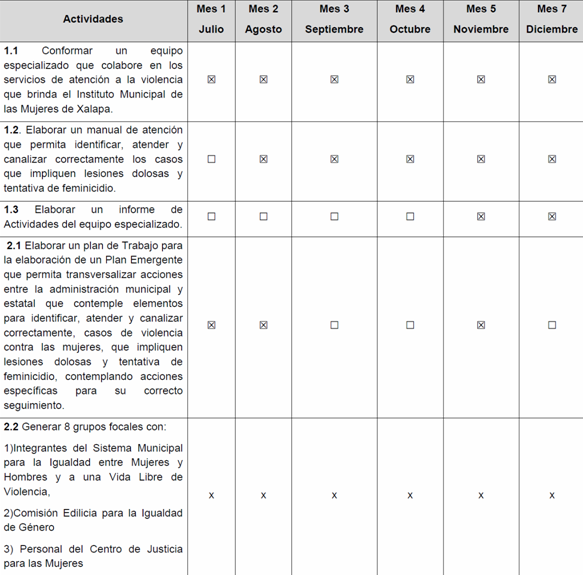 Actividades
Mes 1
Julio
Mes 2
Agosto
Mes 3
Septiembre
Mes 4
Octubre
Mes 5
Noviembre
Mes 7
Diciembre
1.1 Conformar un equipo
especializado que colabore en los
servicios de atención a la violencia
que brinda el Instituto Municipal de
las Mujeres de Xalapa.
☒ ☒ ☒ ☒ ☒ ☒
1.2. Elaborar un manual de atención
que permita identificar, atender y
canalizar correctamente los casos
que impliquen lesiones dolosas y
tentativa de feminicidio.
☐ ☒ ☒ ☒ ☒ ☒
1.3 Elaborar un informe de
Actividades del equipo especializado.
☐ ☐ ☐ ☐ ☒ ☒
2.1 Elaborar un plan de Trabajo para
la elaboración de un Plan Emergente
que permita transversalizar acciones
entre la administración municipal y
estatal que contemple elementos
para identificar, atender y canalizar
correctamente, casos de violencia
contra las mujeres, que impliquen
lesiones dolosas y tentativa de
feminicidio, contemplando acciones
específicas para su correcto
seguimiento.
☒ ☒ ☐ ☐ ☒ ☐
2.2 Generar 8 grupos focales con:
1)Integrantes del Sistema Municipal
para la Igualdad entre Mujeres y
Hombres y a una Vida Libre de
Violencia,
2)Comisión Edilicia para la Igualdad
de Género
3) Personal del Centro de Justicia
para las Mujeres
x x x x x x